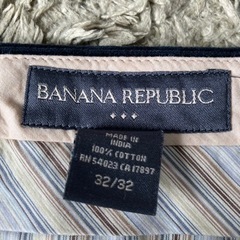 BANANA REPUBLIC
MADE IN
INDIA
100% COTTON
RN 54023 CA 17897
32/32